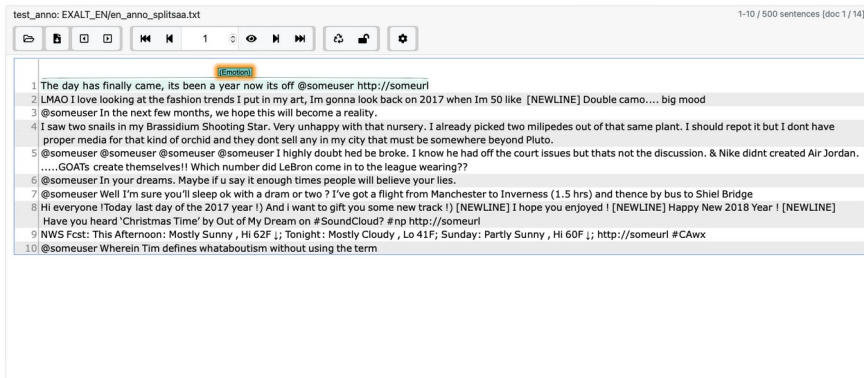 test_anno: EXALT_EN/en_anno_splitsaa.txt
1-10 / 500 sentences [doc 1 / 14]
1
(Emotion)
1 The day has finally came, its been a year now its off @someuser http://someurl
2 LMAO I love looking at the fashion trends I put in my art, Im gonna look back on 2017 when Im 50 like [NEWLINE] Double camo.... big mood
3 @someuser In the next few months, we hope this will become a reality.
4 I saw two snails in my Brassidium Shooting Star. Very unhappy with that nursery. I already picked two milipedes out of that same plant. I should repot it but I dont have
proper media for that kind of orchid and they dont sell any in my city that must be somewhere beyond Pluto.
5 @someuser @someuser @someuser @someuser I highly doubt hed be broke. I know he had off the court issues but thats not the discussion. & Nike didnt created Air Jordan.
.....GOATs create themselves!! Which number did LeBron come in to the league wearing??
6 @someuser In your dreams. Maybe if u say it enough times people will believe your lies.
7 @someuser Well I’m sure you’ll sleep ok with a dram or two ? I’ve got a flight from Manchester to Inverness (1.5 hrs) and thence by bus to Shiel Bridge
8 Hi everyone !Today last day of the 2017 year !) And i want to gift you some new track !) [NEWLINE] I hope you enjoyed ! [NEWLINE] Happy New 2018 Year ! [NEWLINE]
Have you heard ‘Christmas Time’ by Out of My Dream on #SoundCloud? #np http://someurl
9 NWS Fcst: This Afternoon: Mostly Sunny , Hi 62F ↓; Tonight: Mostly Cloudy , Lo 41F; Sunday: Partly Sunny , Hi 60F ↓; http://someurl #CAwx
10 @someuser Wherein Tim defines whataboutism without using the term